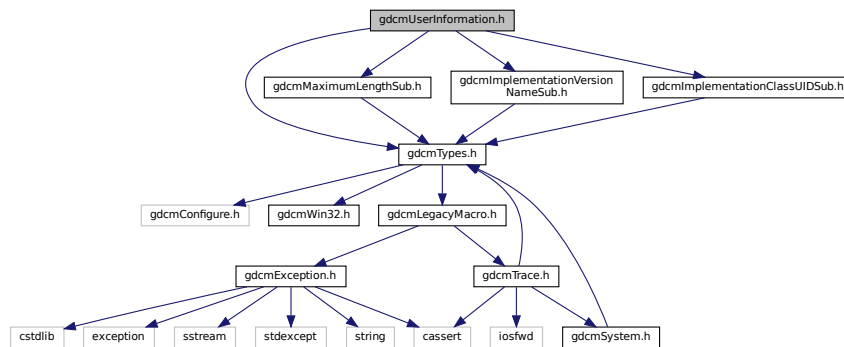 gdcmUserInformation.h
gdcmMaximumLengthSub.h
gdcmImplementationVersion
NameSub.h
gdcmImplementationClassUIDSub.h
gdcmTypes.h
gdcmConfigure.h
gdcmWin32.h
gdcmLegacyMacro.h
gdcmException.h
gdcmTrace.h
cstdlib
exception
sstream
stdexcept
string
cassert
iosfwd
gdcmSystem.h